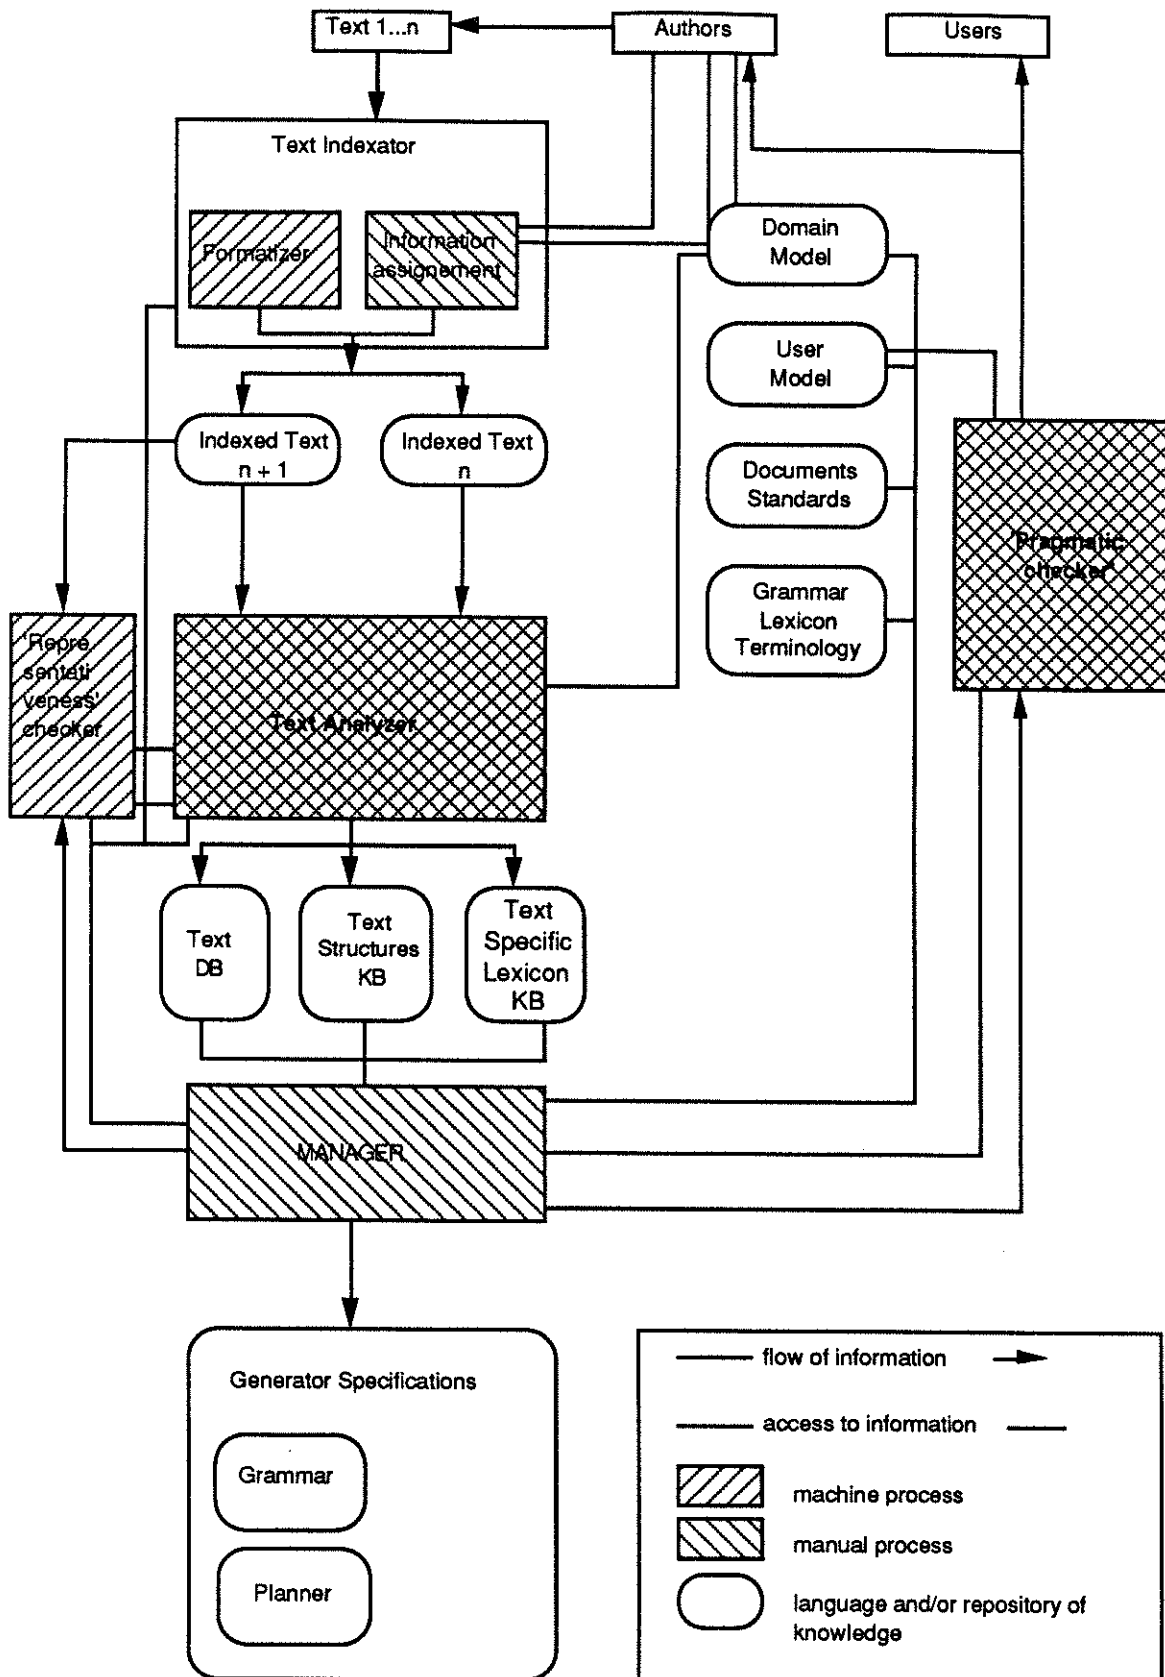 Text 1...n
Authors
Users
Text Indexator
Formatizer
Information
assignement
Domain
Model
User
Model
Indexed Text
n + 1
Indexed Text
n
Documents
Standards
'Pragmatic
checker'
Grammar
Lexicon
Terminology
'Repre
sentati
veness'
checker
Text Analyzer
Text
DB
Text
Structures
KB
Text
Specific
Lexicon
KB
MANAGER
Generator Specifications
Grammar
Planner
flow of information
access to information
machine process
manual process
language and/or repository of
knowledge